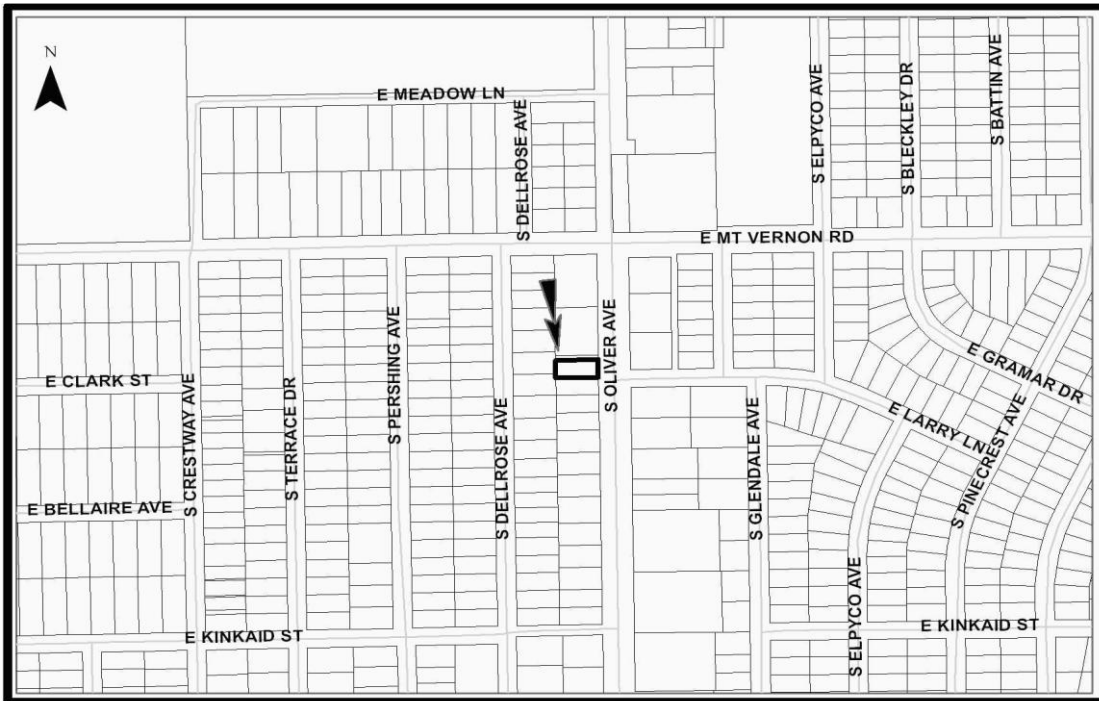 N
E MEADOW LN
S DELLROSE AVE
S ELPYCO AVE
S BLECKLEY DR
S BATTIN AVE
E MT VERNON RD
S CRESTWAY AVE
S TERRACE DR
S PERSHING AVE
S DELLROSE AVE
S OLIVER AVE
E CLARK ST
E GRAMAR DR
E LARRY LN
S GLENDALE AVE
S PINECREST AVE
E BELLAIRE AVE
S ELPYCO AVE
E KINKAID ST
E KINKAID ST